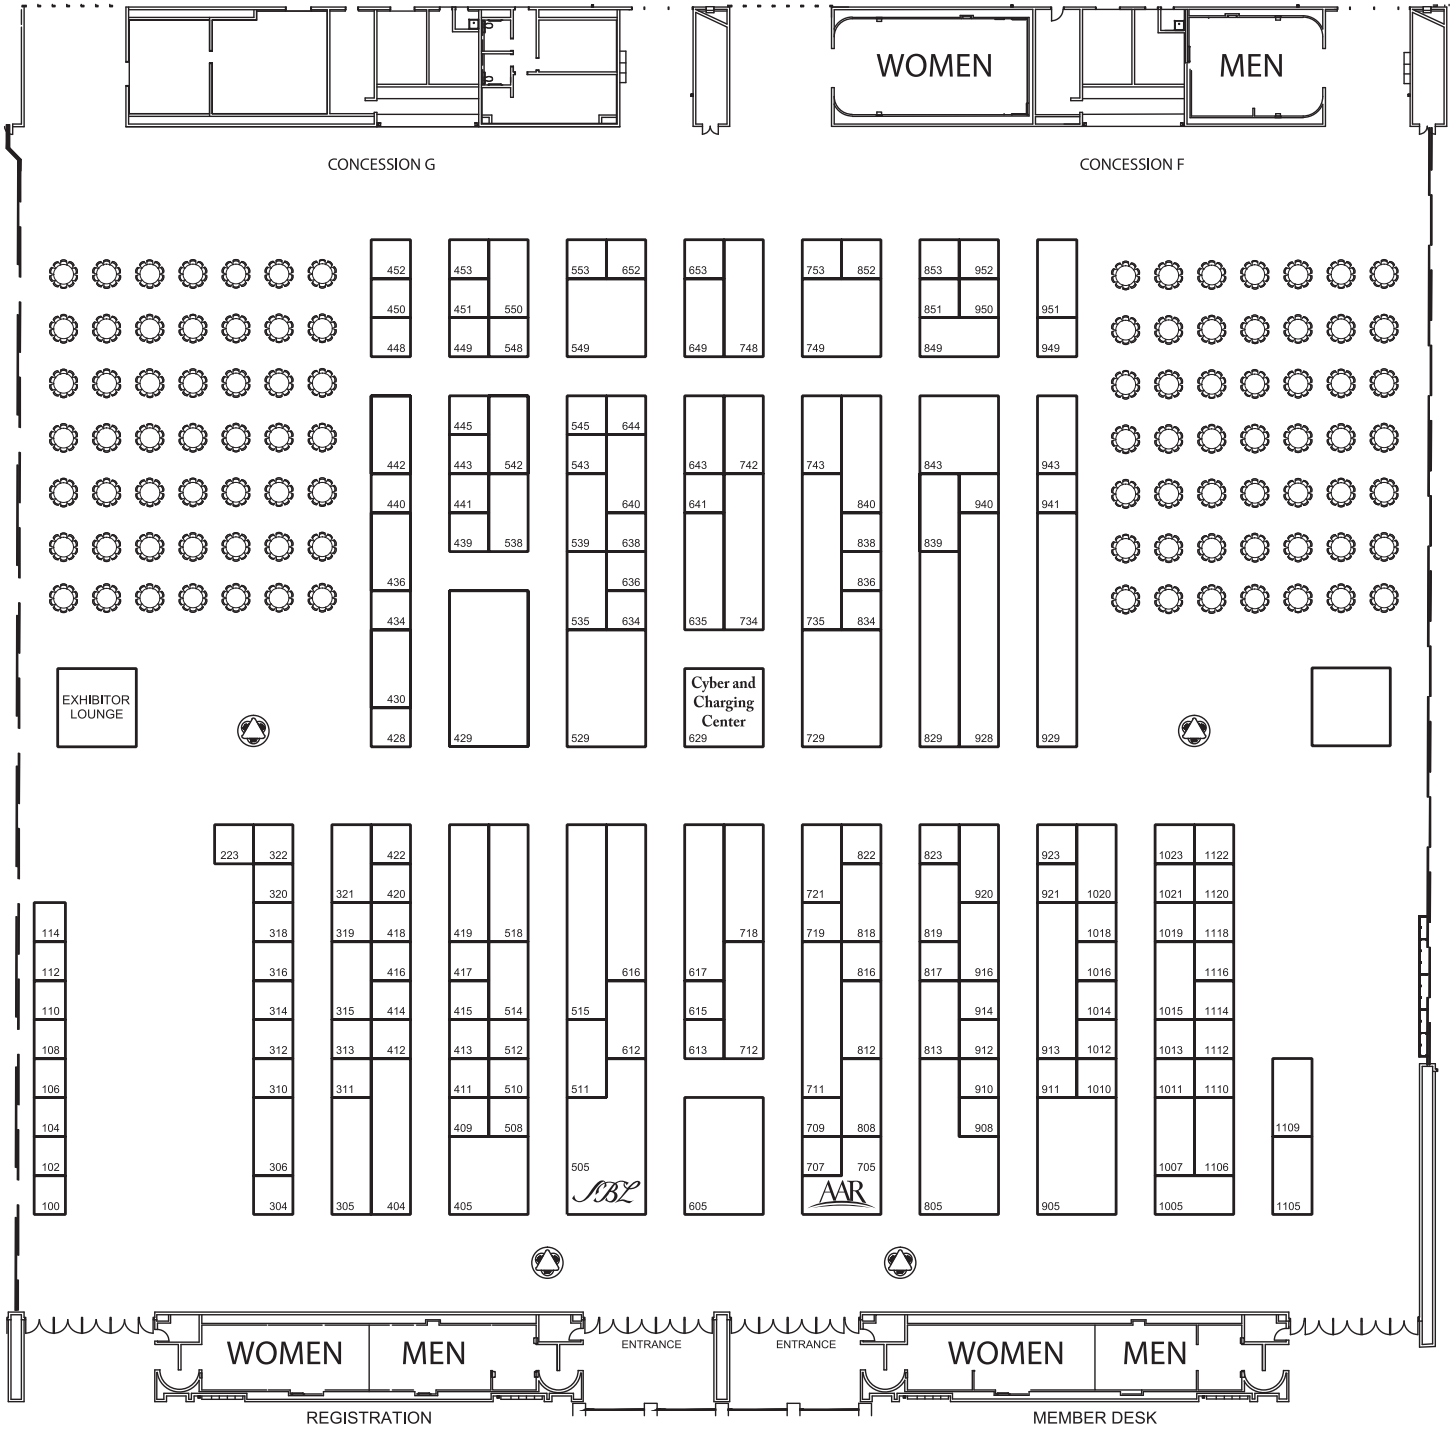 WOMEN MEN
CONCESSION G CONCESSION F
452 453 553 652 653 753 852 853 952
450 451 550 851 950 951
448 449 548 549 649 748 749 849 949
445 545 644
442 443 542 543 643 742 743 843 943
440 441 640 641 840 940 941
439 538 539 638 838 839
436 636 836
434 535 634 635 734 735 834
EXHIBITOR
LOUNGE
Cyber and
Charging
Center
430
428 429 529 629 729 829 928 929
223 322 422 822 823 923 1023 1122
320 321 420 721 920 921 1020 1021 1120
114 318 319 418 419 518 718 719 818 819 1018 1019 1118
112 316 416 417 616 617 816 817 916 1016 1116
110 314 315 414 415 514 515 615 914 1014 1015 1114
108 312 313 412 413 512 612 613 712 812 813 912 913 1012 1013 1112
106 310 311 411 510 511 711 910 911 1010 1011 1110
104 409 508 709 808 908 1109
102 306 505 707 705 1007 1106
SBL AAR
100 304 305 404 405 605 805 905 1005 1105
ENTRANCE ENTRANCE
WOMEN MEN WOMEN MEN
REGISTRATION MEMBER DESK